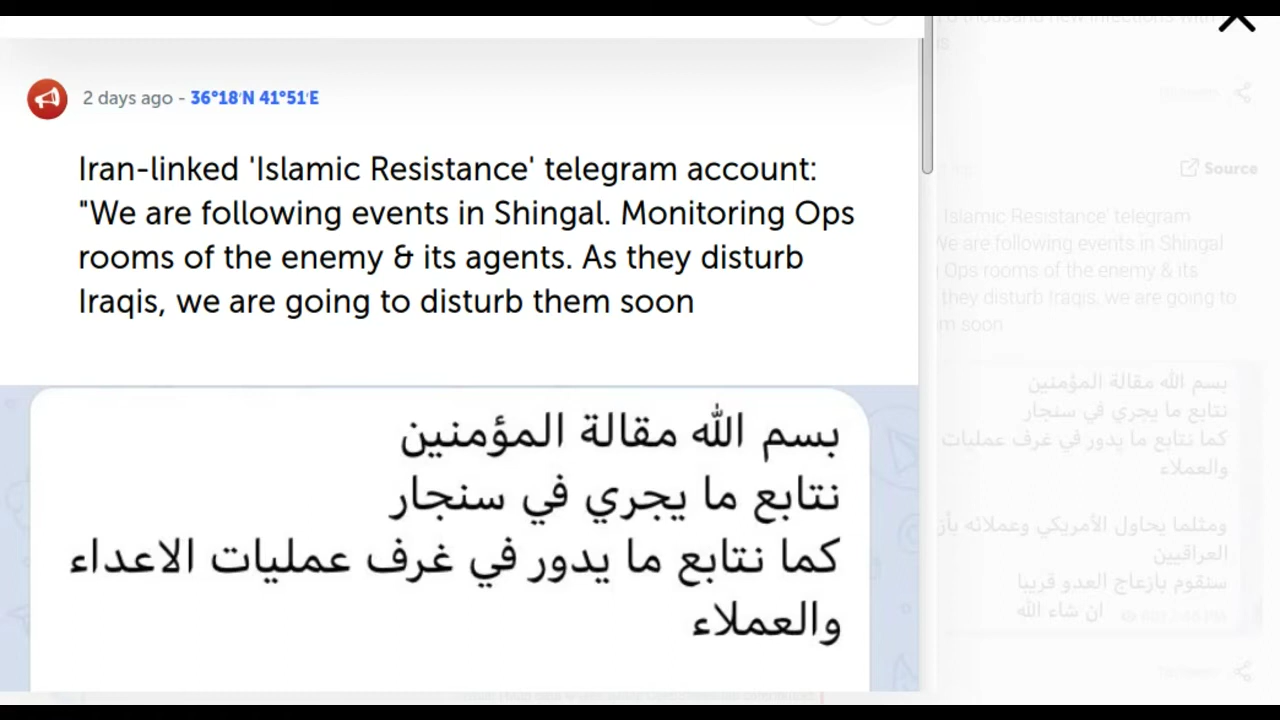 2 days ago - 36°18′N 41°51′E
Iran-linked 'Islamic Resistance' telegram account:
"We are following events in Shingal. Monitoring Ops
rooms of the enemy & its agents. As they disturb
Iraqis, we are going to disturb them soon
بسم الله مقالة المؤمنين
نتابع ما يجري في سنجار
كما نتابع ما يدور في غرف عمليات الاعداء
والعملاء
thousand new infections with
Source
Islamic Resistance' telegram
We are following events in Shingal
Ops rooms of the enemy & its
they disturb Iraqis, we are going to
soon
بسم الله مقالة المؤمنين
نتابع ما يجري في سنجار
كما نتابع ما يدور في غرف عمليات
والعملاء
ومثلما يحاول الأمريكي وعملائه
العراقيين
سنقوم بازعاج العدو قريبا
ان شاء الله